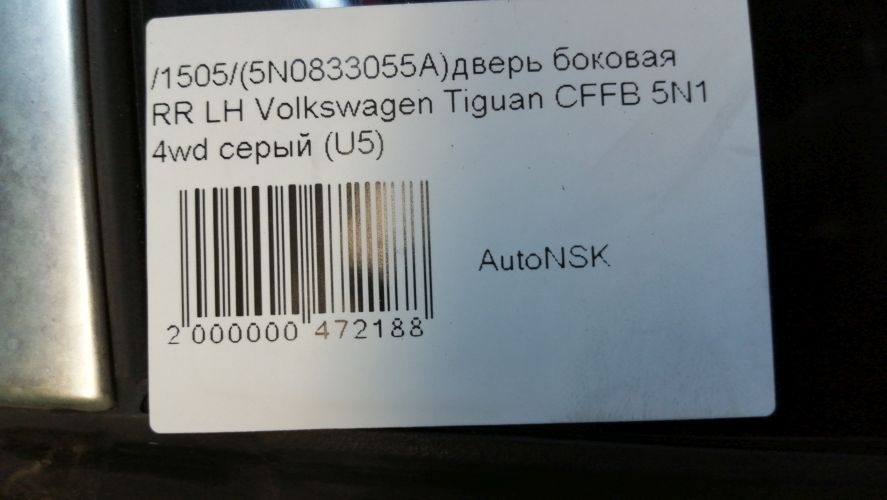 /1505/(5N0833055A)дверь боковая
RR LH Volkswagen Tiguan CFFB 5N1
4wd серый (U5)
AutoNSK
2 000000 472188